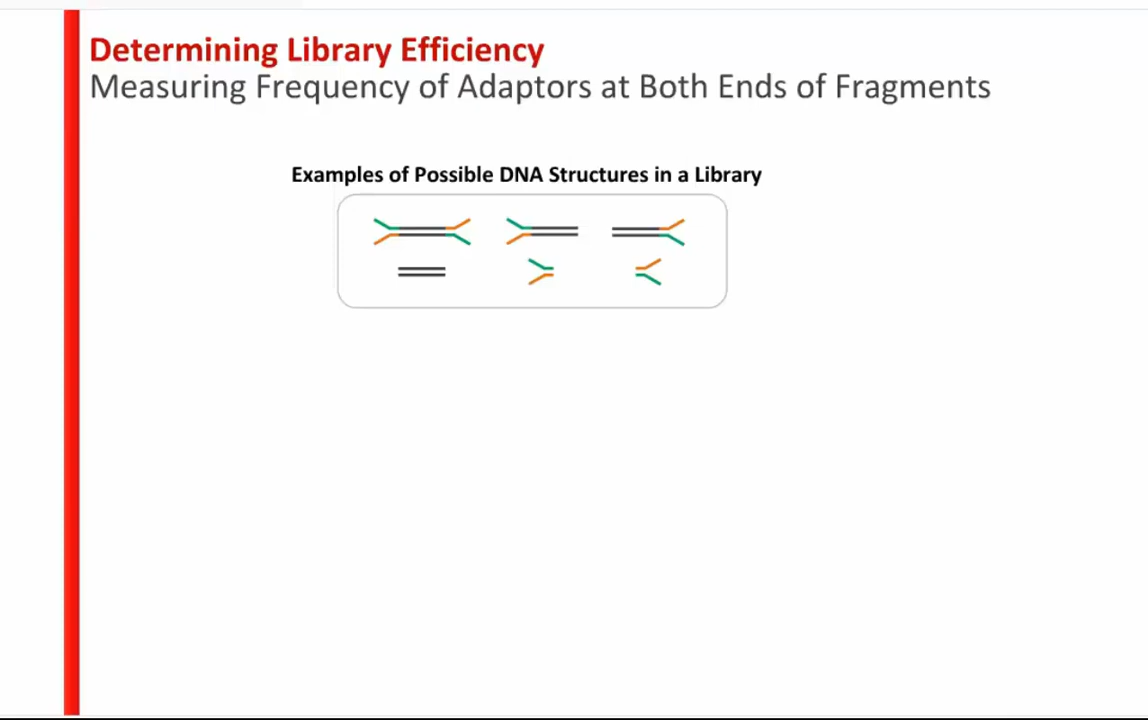 Determining Library Efficiency
Measuring Frequency of Adaptors at Both Ends of Fragments
Examples of Possible DNA Structures in a Library